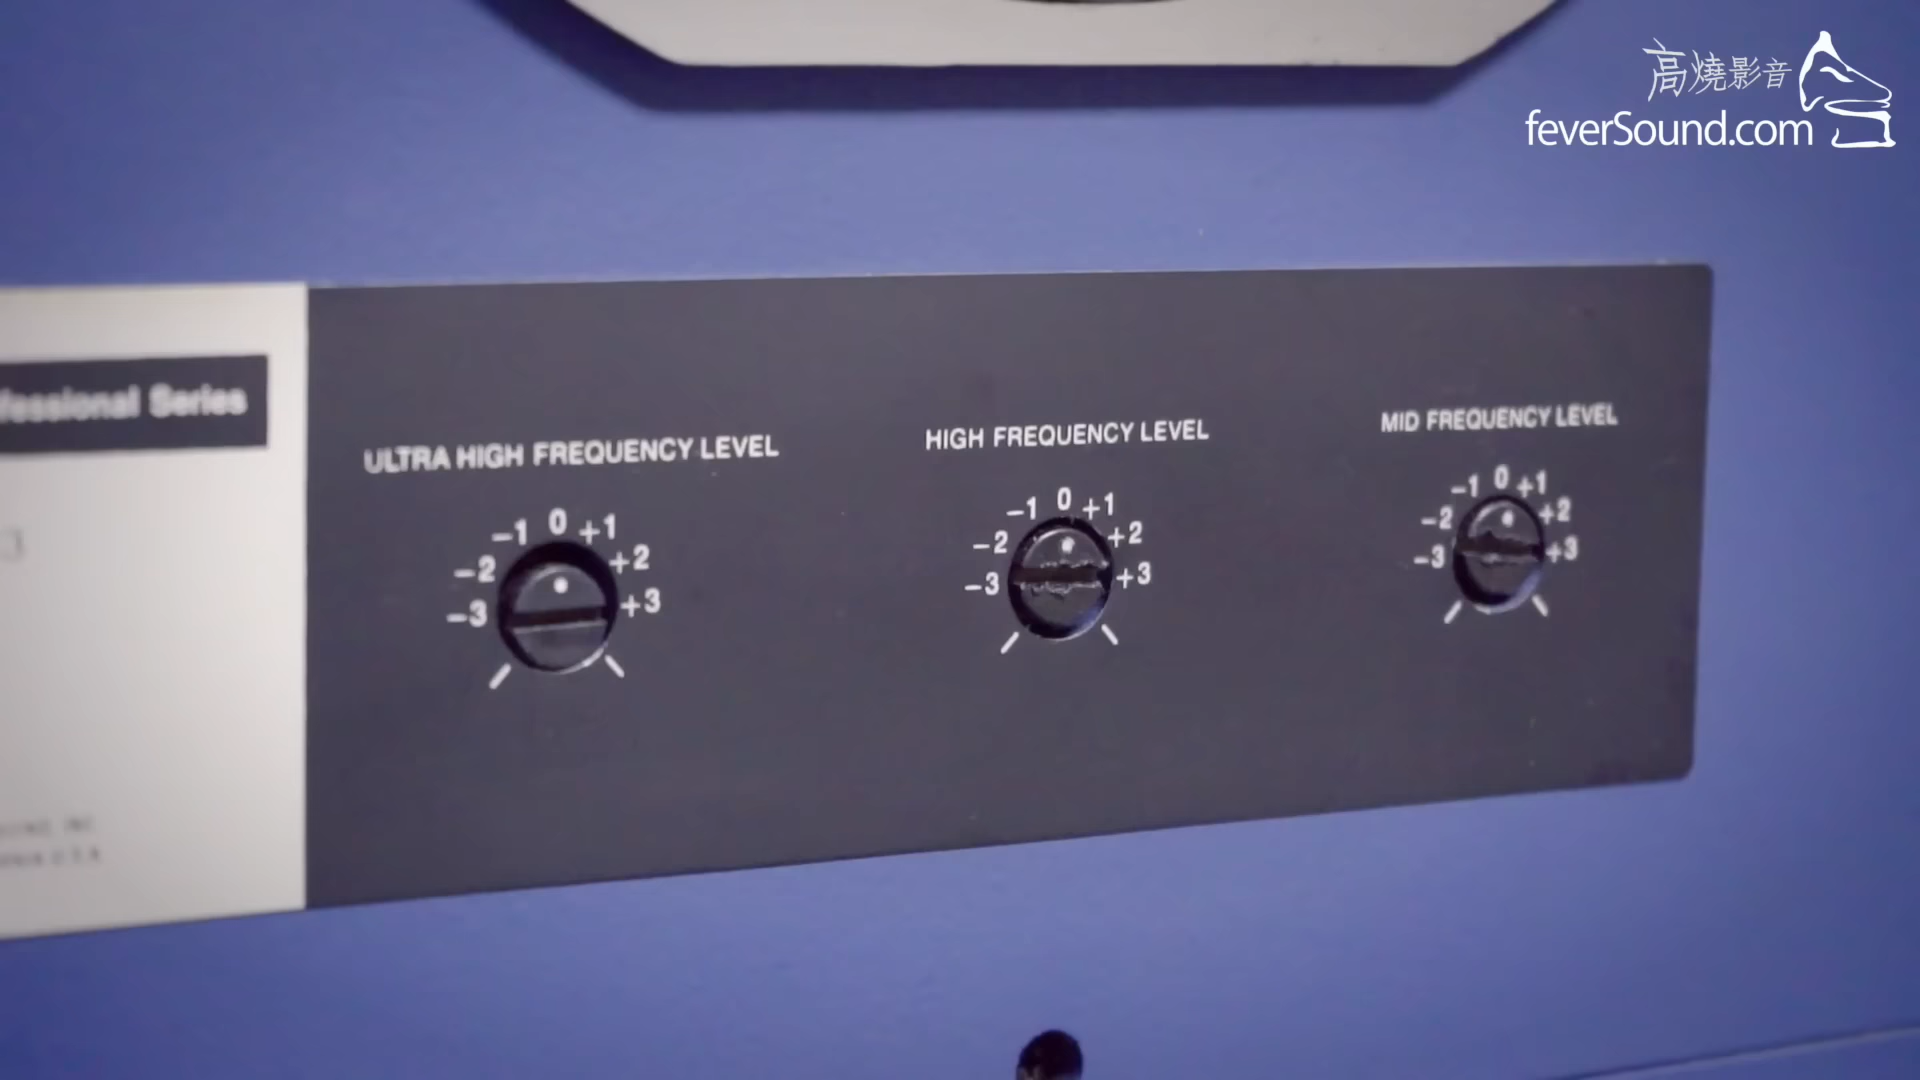 高燒影音
feverSound.com
fessional Series
3
ULTRA HIGH FREQUENCY LEVEL
-3 -2 -1 0 +1 +2 +3
HIGH FREQUENCY LEVEL
-3 -2 -1 0 +1 +2 +3
MID FREQUENCY LEVEL
-3 -2 -1 0 +1 +2 +3